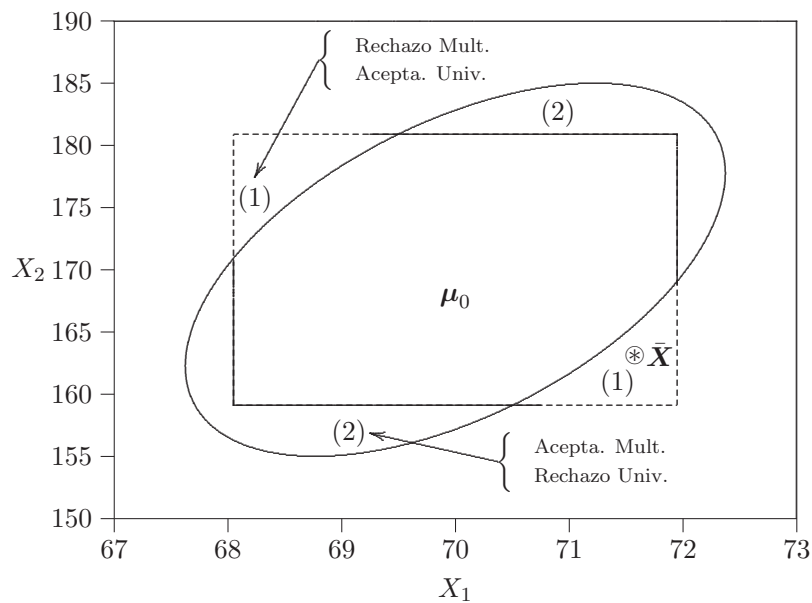 190
185
180
175
170
165
160
155
150
X₂
67 68 69 70 71 72 73
X₁
Rechazo Mult.
Acepta. Univ.
(1)
(2)
μ₀
⊛ X̄
(1)
(2)
Acepta. Mult.
Rechazo Univ.